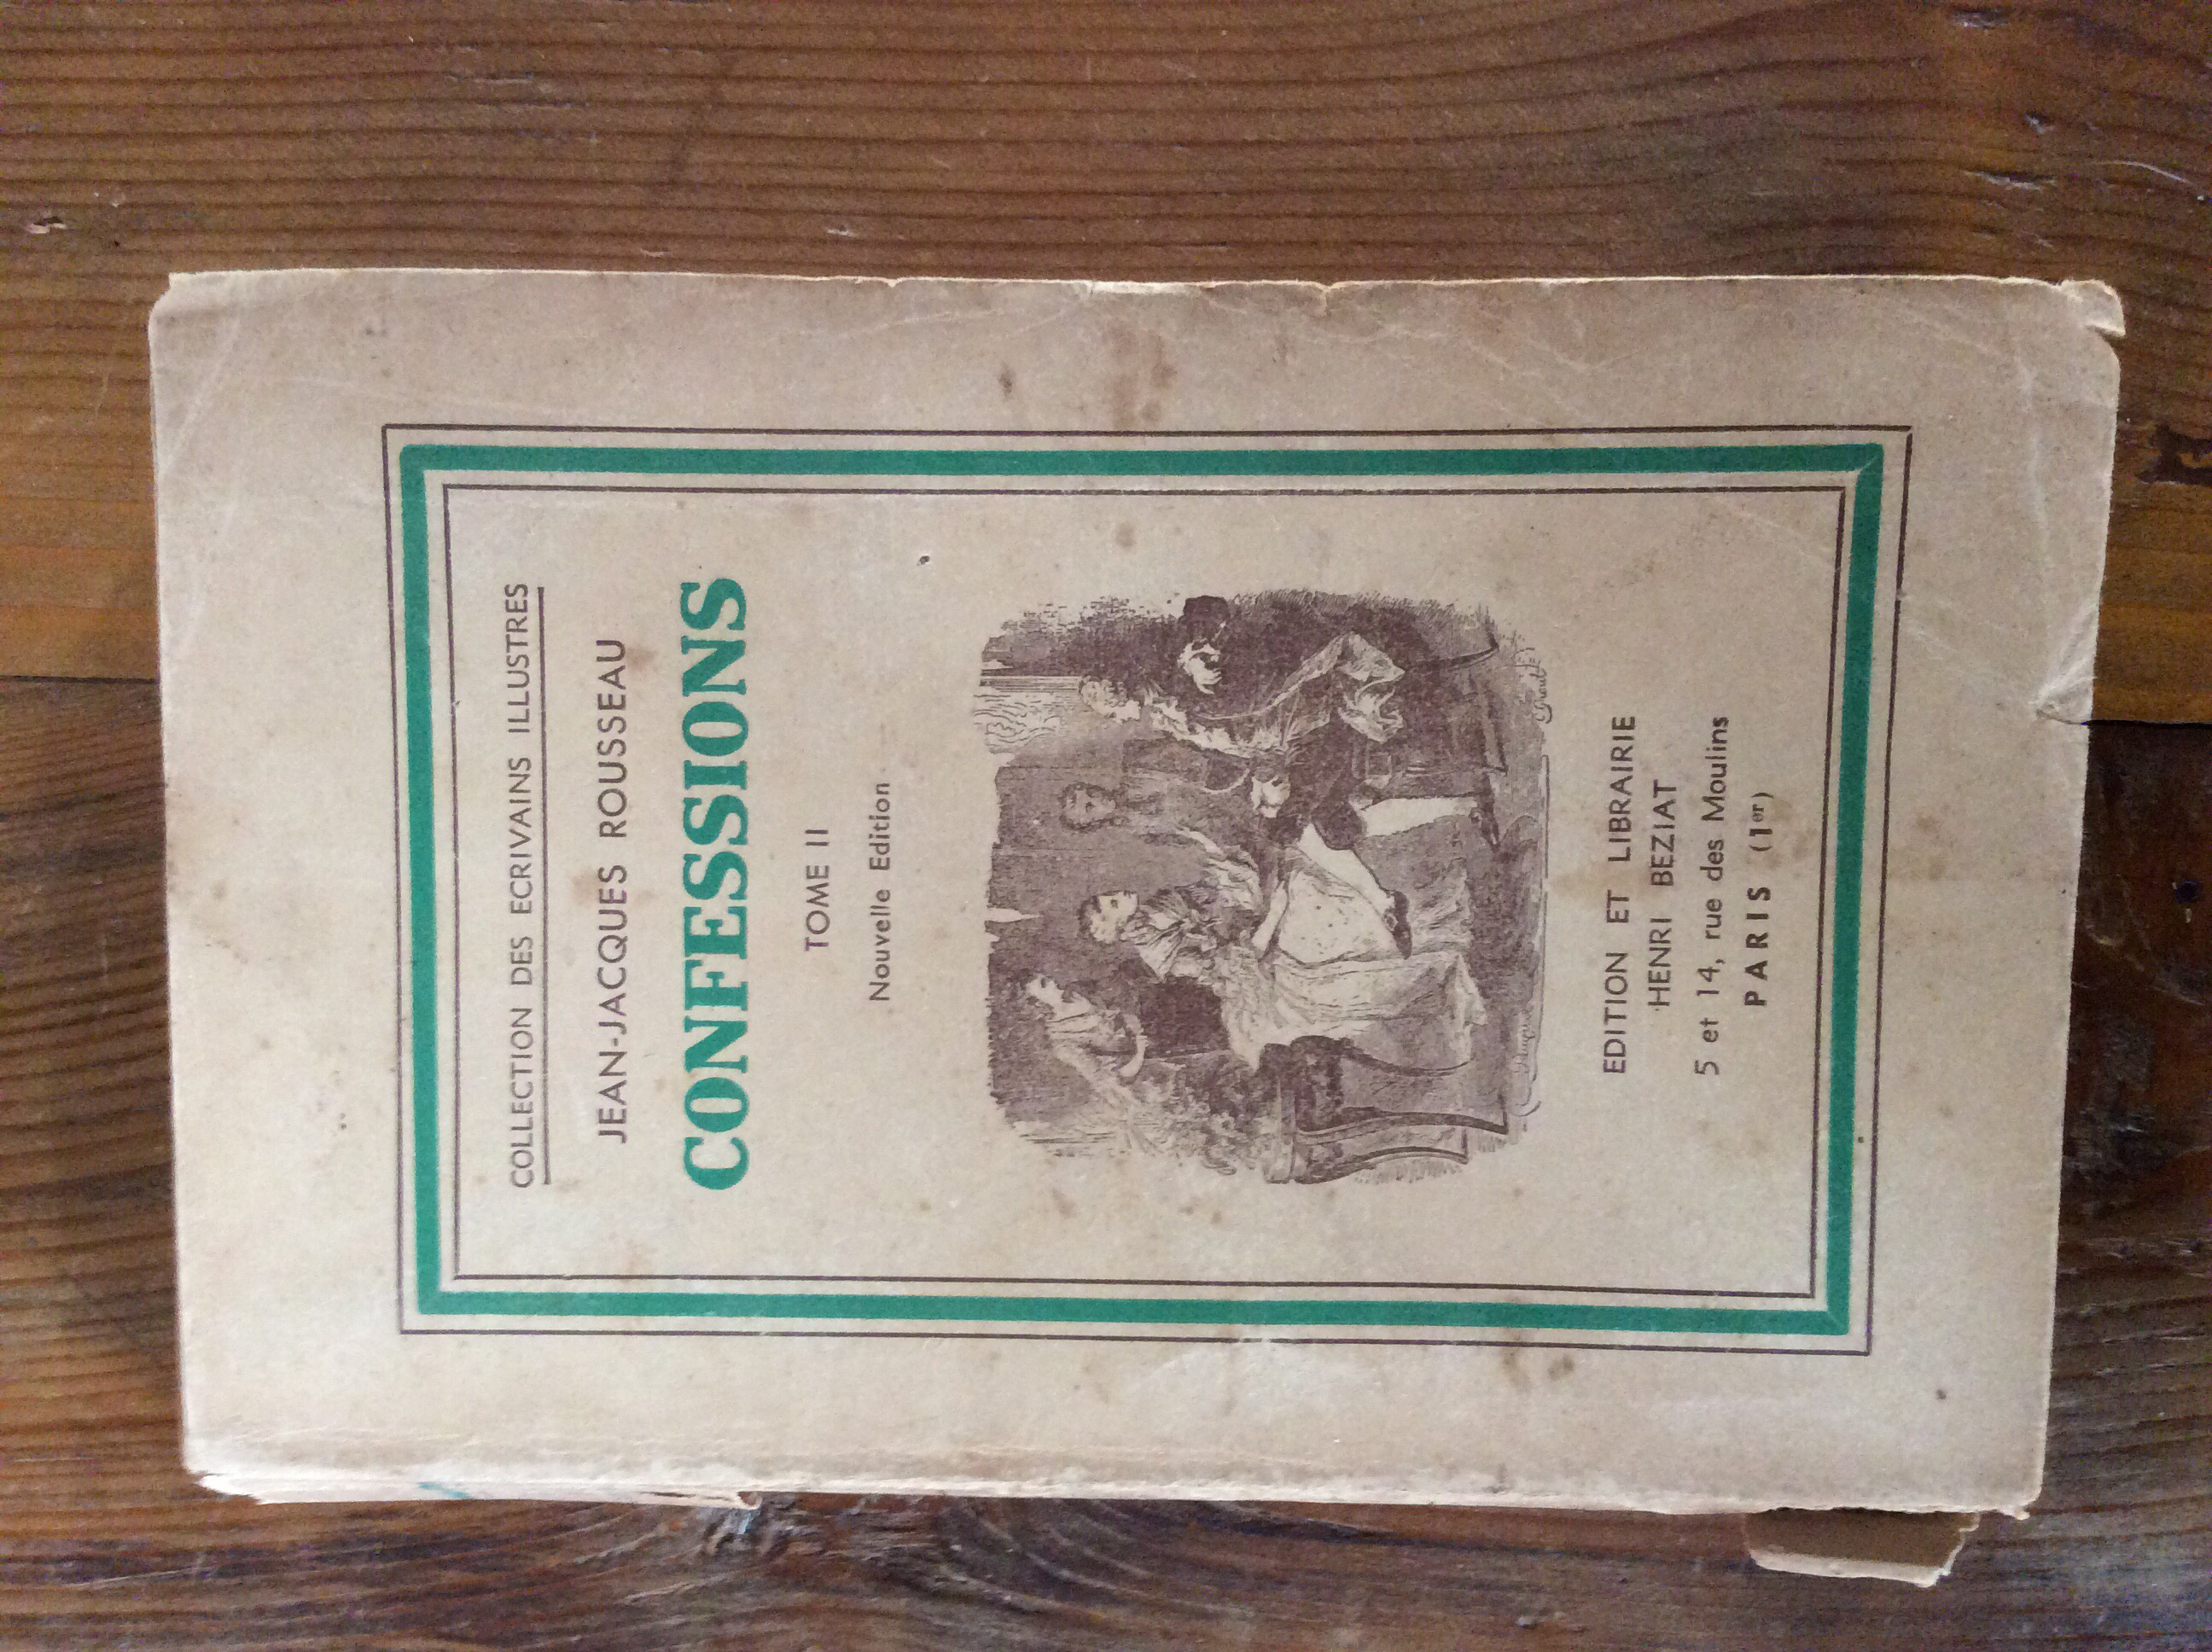 COLLECTION DES ECRIVAINS ILLUSTRES
JEAN-JACQUES ROUSSEAU
CONFESSIONS
TOME II
Nouvelle Edition
EDITION ET LIBRAIRIE
HENRI BEZIAT
5 et 14, rue des Moulins
PARIS (1er)